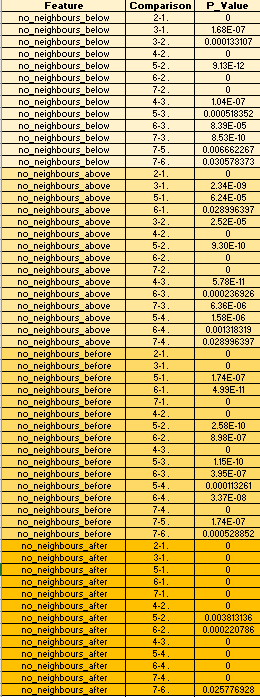 Feature Comparison P_Value
no_neighbours_below 2-1. 0
no_neighbours_below 3-1. 1.68E-07
no_neighbours_below 3-2 . 0.000133107
no_neighbours_below 4-2 . 0
no_neighbours_below 5-2 . 9.13E-12
no_neighbours_below 6-2 . 0
no_neighbours_below 7-2 . 0
no_neighbours_below 4-3 . 1.04E-07
no_neighbours_below 5-3 . 0.000518352
no_neighbours_below 6-3 . 8.39E-05
no_neighbours_below 7-3 . 8.53E-10
no_neighbours_below 7-5 . 0.006662267
no_neighbours_below 7-6 . 0.030578373
no_neighbours_above 2-1. 0
no_neighbours_above 3-1. 2.34E-09
no_neighbours_above 5-1. 6.24E-05
no_neighbours_above 6-1. 0.028996397
no_neighbours_above 3-2 . 2.52E-05
no_neighbours_above 4-2 . 0
no_neighbours_above 5-2 . 9.30E-10
no_neighbours_above 6-2 . 0
no_neighbours_above 7-2 . 0
no_neighbours_above 4-3 . 5.78E-11
no_neighbours_above 6-3 . 0.000236926
no_neighbours_above 7-3 . 6.36E-06
no_neighbours_above 5-4 . 1.58E-06
no_neighbours_above 6-4 . 0.001318319
no_neighbours_above 7-4 . 0.028996397
no_neighbours_before 2-1. 0
no_neighbours_before 3-1. 0
no_neighbours_before 5-1. 1.74E-07
no_neighbours_before 6-1. 4.99E-11
no_neighbours_before 7-1. 0
no_neighbours_before 4-2 . 0
no_neighbours_before 5-2 . 2.58E-10
no_neighbours_before 6-2 . 8.98E-07
no_neighbours_before 4-3 . 0
no_neighbours_before 5-3 . 1.15E-10
no_neighbours_before 6-3 . 3.95E-07
no_neighbours_before 5-4 . 0.000113261
no_neighbours_before 6-4 . 3.37E-08
no_neighbours_before 7-4 . 0
no_neighbours_before 7-5 . 1.74E-07
no_neighbours_before 7-6 . 0.000528852
no_neighbours_after 2-1. 0
no_neighbours_after 3-1. 0
no_neighbours_after 5-1. 0
no_neighbours_after 6-1. 0
no_neighbours_after 7-1. 0
no_neighbours_after 4-2 . 0
no_neighbours_after 5-2 . 0.003813136
no_neighbours_after 6-2 . 0.000220786
no_neighbours_after 4-3 . 0
no_neighbours_after 5-4 . 0
no_neighbours_after 6-4 . 0
no_neighbours_after 7-4 . 0
no_neighbours_after 7-6 . 0.025776928